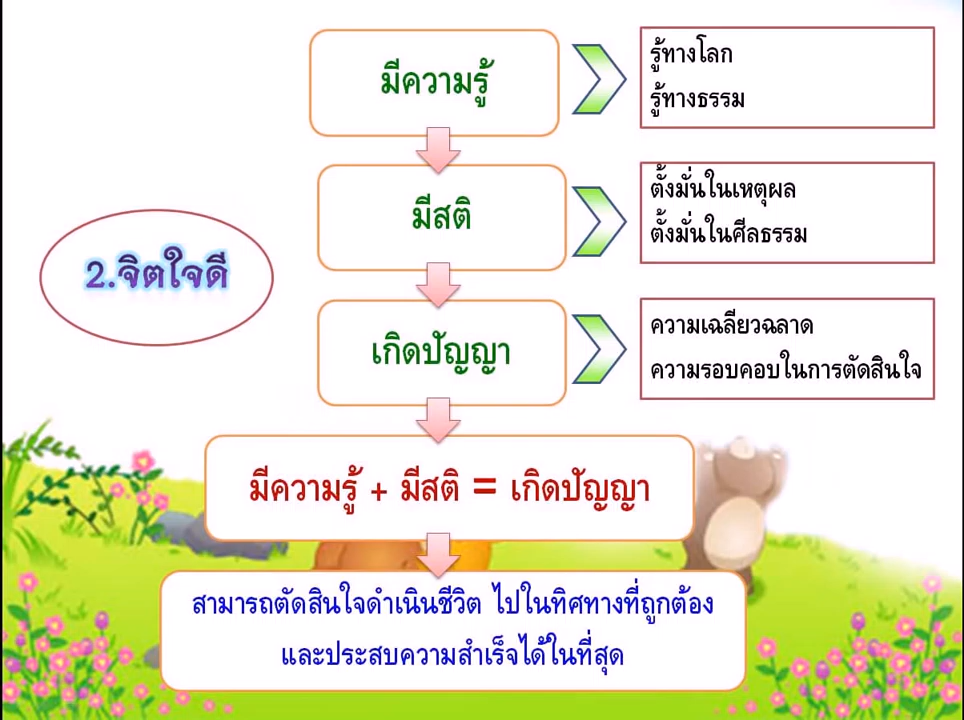 มีความรู้
รู้ทางโลก
รู้ทางธรรม
มีสติ
ตั้งมั่นในเหตุผล
ตั้งมั่นในศีลธรรม
2.จิตใจดี
เกิดปัญญา
ความเฉลียวฉลาด
ความรอบคอบในการตัดสินใจ
มีความรู้ + มีสติ = เกิดปัญญา
สามารถตัดสินใจดำเนินชีวิต ไปในทิศทางที่ถูกต้อง
และประสบความสำเร็จได้ในที่สุด